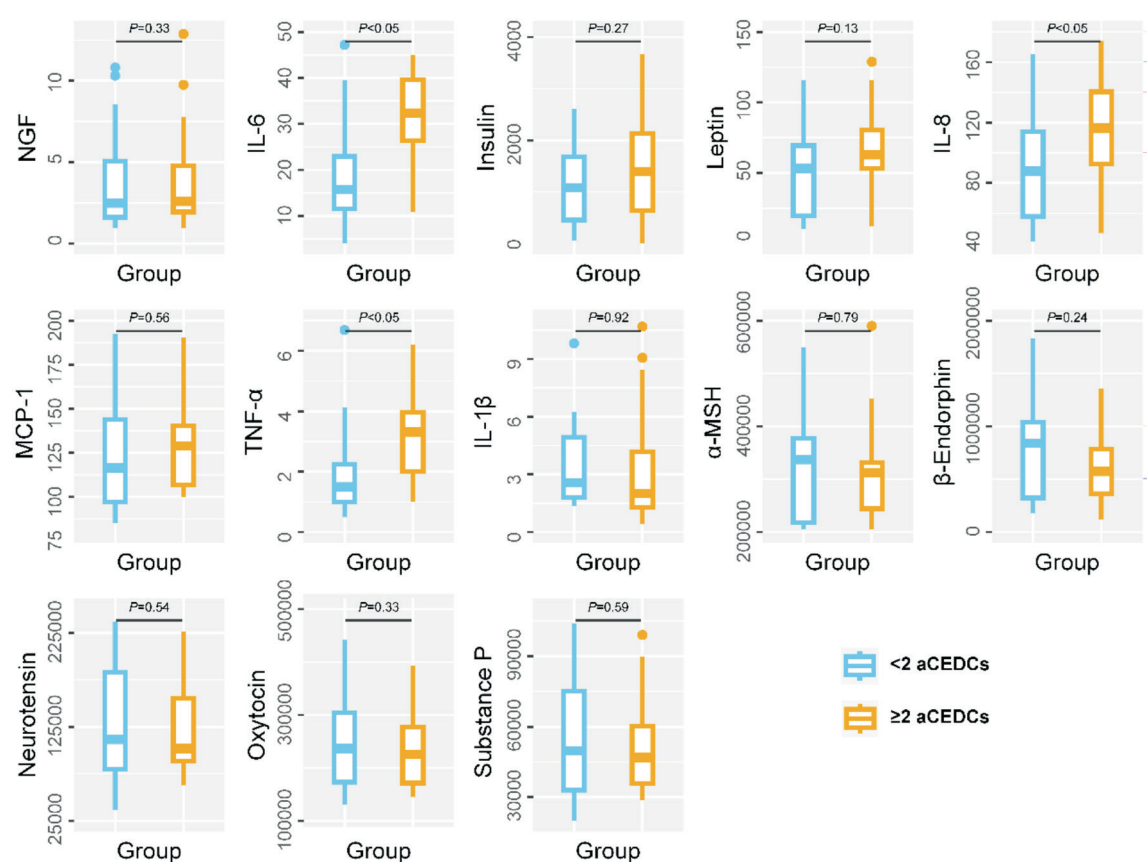 NGF
P=0.33
10
5
0
Group
IL-6
P<0.05
50
40
30
20
10
Group
Insulin
P=0.27
4000
2000
0
Group
Leptin
P=0.13
150
100
50
0
Group
IL-8
P<0.05
160
120
80
40
Group
MCP-1
P=0.56
200
175
150
125
100
75
Group
TNF-α
P<0.05
6
4
2
0
Group
IL-1β
P=0.92
9
6
3
0
Group
α-MSH
P=0.79
600000
400000
200000
Group
β-Endorphin
P=0.24
2000000
1000000
0
Group
Neurotensin
P=0.54
225000
125000
25000
Group
Oxytocin
P=0.33
500000
300000
100000
Group
Substance P
P=0.59
90000
60000
30000
Group
<2 aCEDCs
≥2 aCEDCs